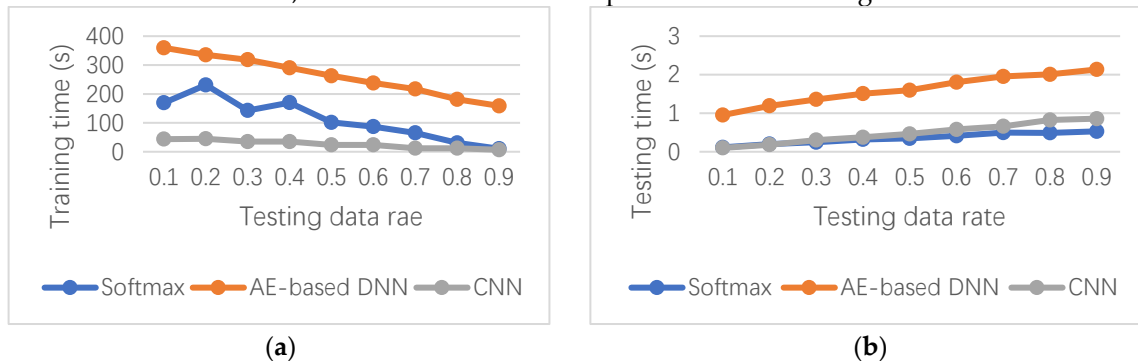 Training time (s)
400
300
200
100
0
0.1 0.2 0.3 0.4 0.5 0.6 0.7 0.8 0.9
Testing data rae
Softmax AE-based DNN CNN
(a)
Testing time (s)
3
2
1
0
0.1 0.2 0.3 0.4 0.5 0.6 0.7 0.8 0.9
Testing data rate
Softmax AE-based DNN CNN
(b)